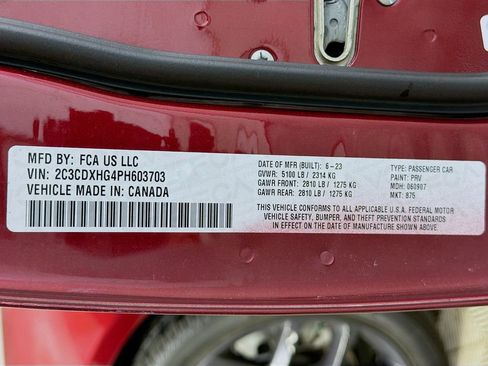 MFD BY: FCA US LLC
VIN: 2C3CDXHG4PH603703
VEHICLE MADE IN: CANADA
DATE OF MFR (BUILT): 6-23
GVWR: 5100 LB / 2314 KG
GAWR FRONT: 2810 LB / 1275 KG
GAWR REAR: 2810 LB / 1275 KG
TYPE: PASSENGER CAR
PAINT: PRV
MDH: 060907
MKT: 875
THIS VEHICLE CONFORMS TO ALL APPLICABLE U.S.A. FEDERAL MOTOR
VEHICLE SAFETY, BUMPER, AND THEFT PREVENTION STANDARDS
IN EFFECT ON THE DATE OF MANUFACTURE SHOWN ABOVE.